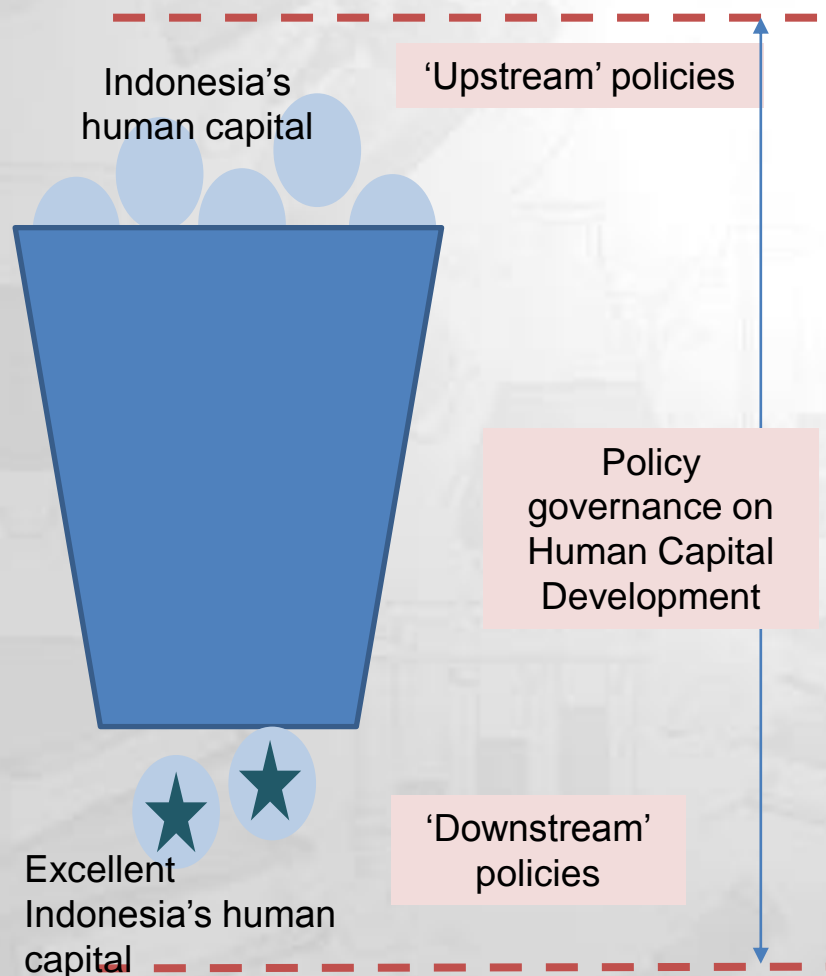 Indonesia’s
human capital
‘Upstream’ policies
Policy
governance on
Human Capital
Development
‘Downstream’
policies
Excellent
Indonesia’s human
capital